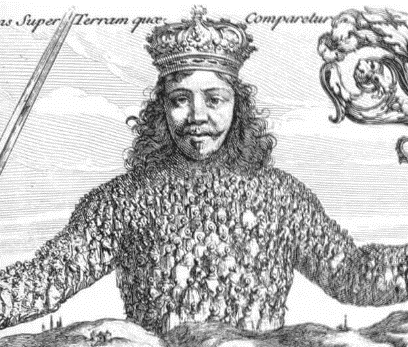 as Super Terram quæ Comparetur